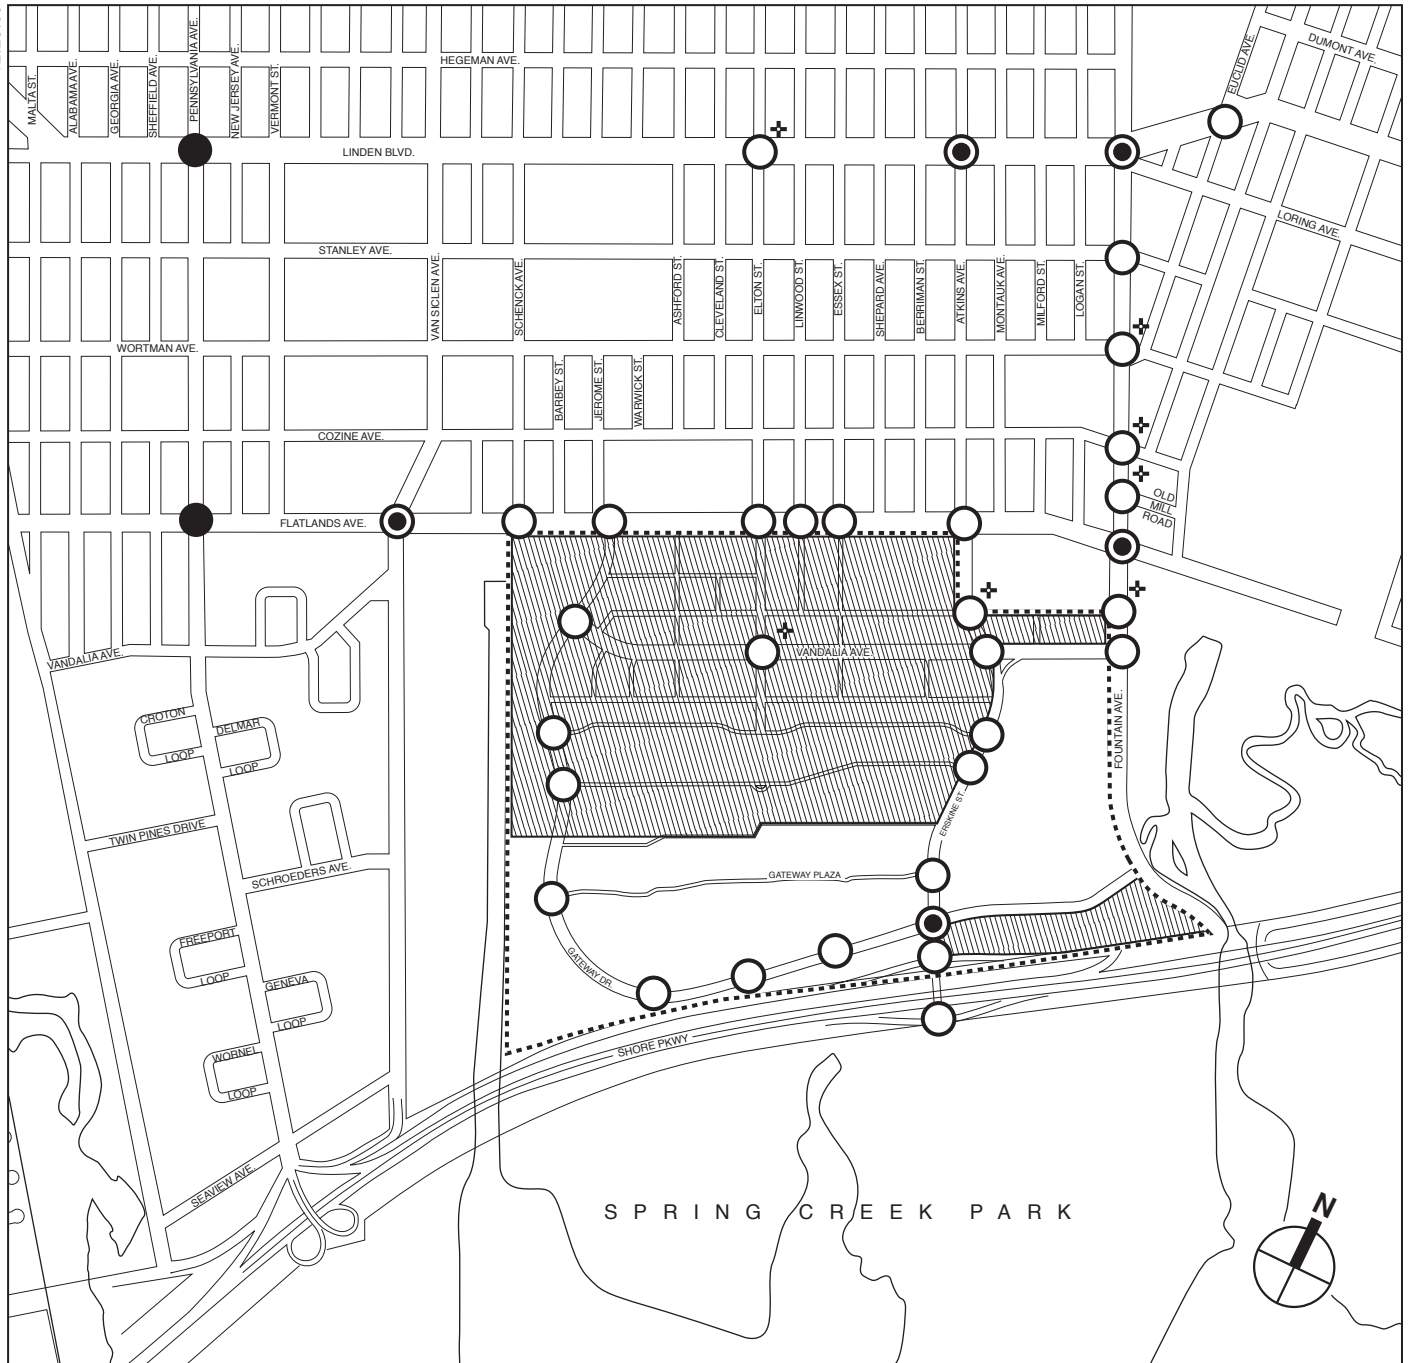 HEGEMAN AVE.
DUMONT AVE.
EUCLID AVE.
MALTA ST.
ALABAMA AVE.
GEORGIA AVE.
SHEFFIELD AVE.
PENNSYLVANIA AVE.
NEW JERSEY AVE.
VERMONT ST.
LINDEN BLVD.
LORING AVE.
STANLEY AVE.
VAN SICLEN AVE.
SCHENCK AVE.
ASHFORD ST.
CLEVELAND ST.
ELTON ST.
LINWOOD ST.
ESSEX ST.
SHEPARD AVE.
BERRIMAN ST.
ATKINS AVE.
MONTAUK AVE.
MILFORD ST.
LOGAN ST.
WORTMAN AVE.
BARBEY ST.
JEROME ST.
WARWICK ST.
COZINE AVE.
OLD
MILL
ROAD
FLATLANDS AVE.
VANDALIA AVE.
VANDALIA AVE.
FOUNTAIN AVE.
CROTON
LOOP
DELMAR
LOOP
TWIN PINES DRIVE
ERSKINE ST.
SCHROEDERS AVE.
GATEWAY PLAZA
FREEPORT
LOOP
GATEWAY DR.
GENEVA
LOOP
SHORE PKWY
WORNEL
LOOP
SEAVIEW AVE.
SPRING CREEK PARK
N